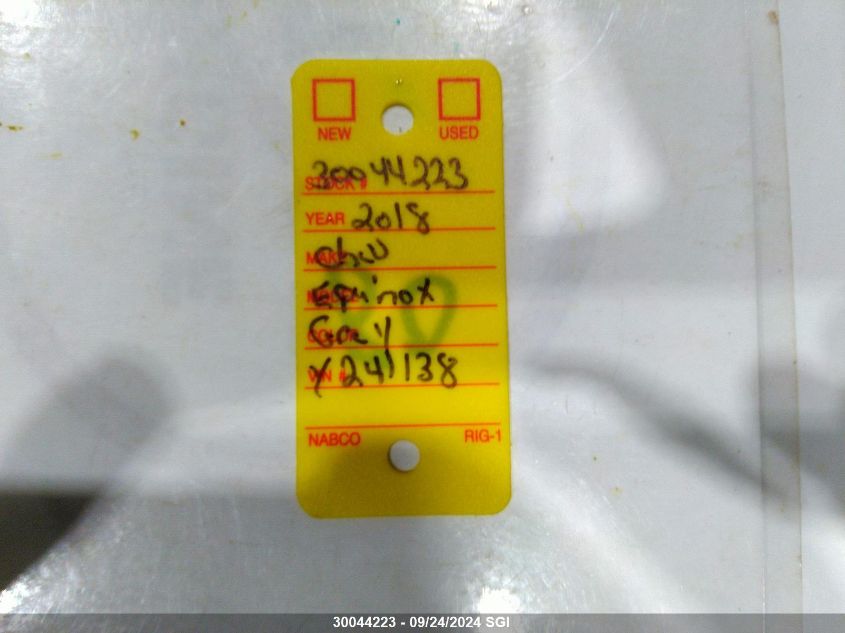 NEW USED
STOCK # 30044223
YEAR 2018
MAKE Chev
Equinox
Grey
VIN # X241138
NABCO RIG-1
30044223 - 09/24/2024 SGI